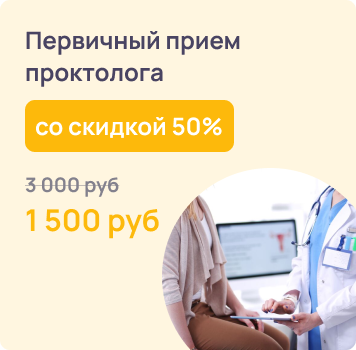 Первичный прием
проктолога
со скидкой 50%
3 000 руб
1 500 руб